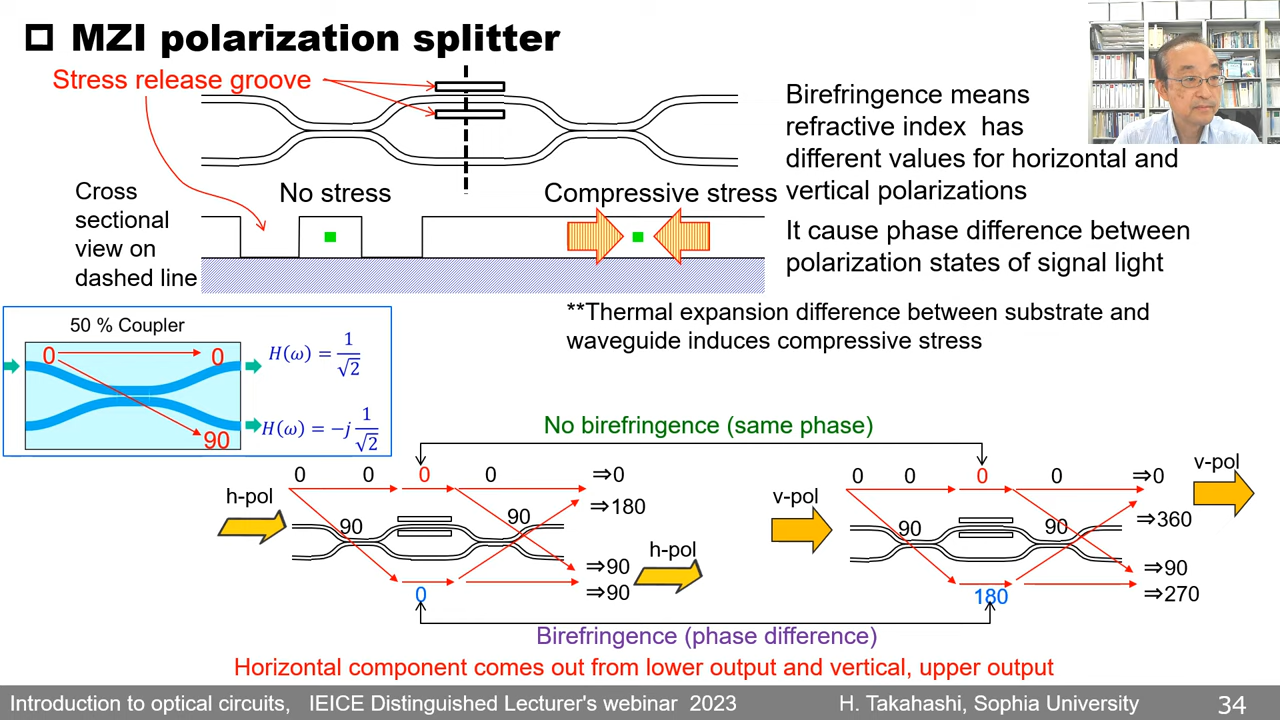 MZI polarization splitter
Stress release groove
Birefringence means
refractive index has
different values for horizontal and
vertical polarizations
It cause phase difference between
polarization states of signal light
Cross
sectional
view on
dashed line
No stress
Compressive stress
**Thermal expansion difference between substrate and
waveguide induces compressive stress
50 % Coupler
0 0
90
H(ω) = 1/√2
H(ω) = −j 1/√2
No birefringence (same phase)
h-pol
0 0 0 0 ⇒0
⇒180
90 90
⇒90
⇒90
0
h-pol
v-pol
0 0 0 0 ⇒0
⇒360
90 90
⇒90
⇒270
180
v-pol
Birefringence (phase difference)
Horizontal component comes out from lower output and vertical, upper output
Introduction to optical circuits, IEICE Distinguished Lecturer's webinar 2023 H. Takahashi, Sophia University 34